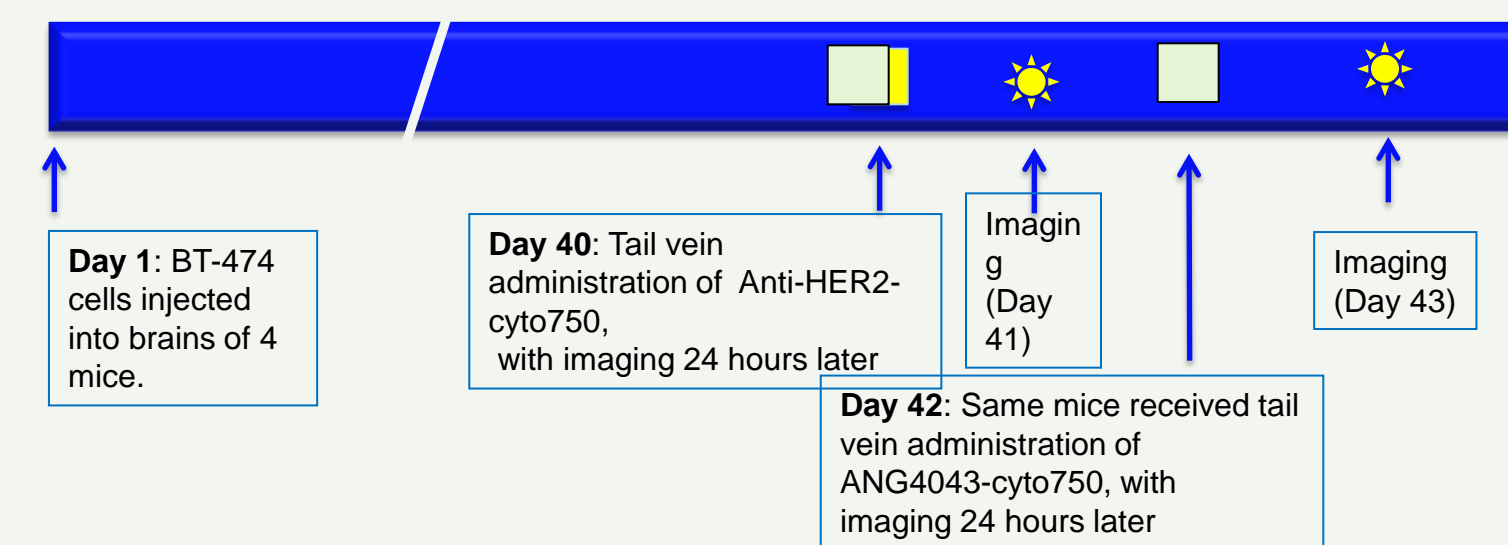 Day 1: BT-474
cells injected
into brains of 4
mice.
Day 40: Tail vein
administration of Anti-HER2-
cyto750,
with imaging 24 hours later
Imagin
g
(Day
41)
Day 42: Same mice received tail
vein administration of
ANG4043-cyto750, with
imaging 24 hours later
Imaging
(Day 43)